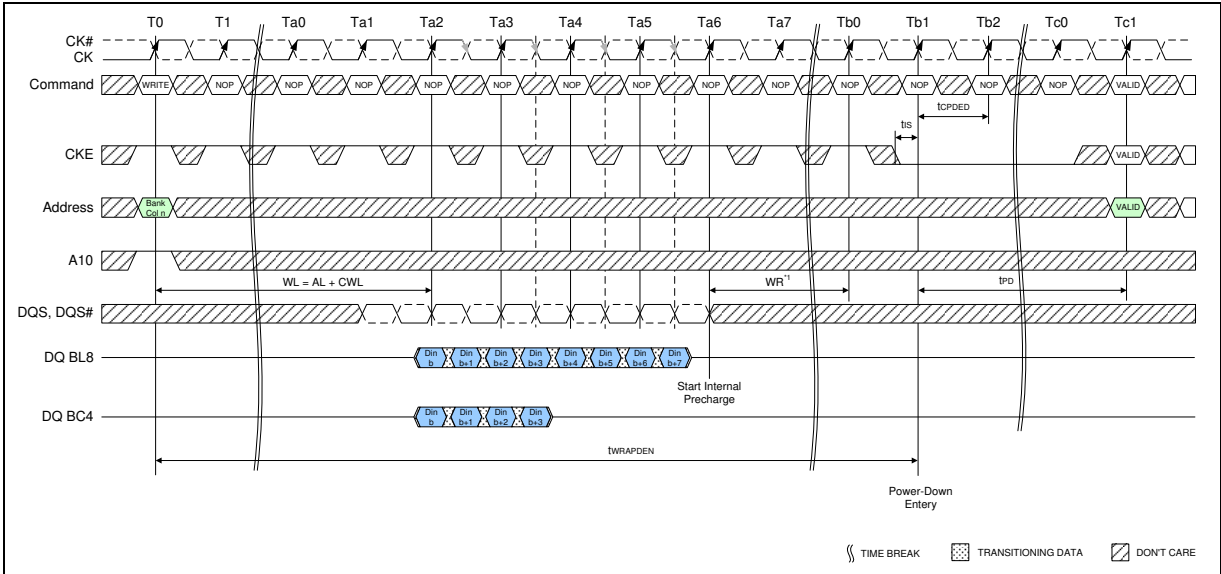 T0 T1 Ta0 Ta1 Ta2 Ta3 Ta4 Ta5 Ta6 Ta7 Tb0 Tb1 Tb2 Tc0 Tc1
CK#
CK
Command WRITE NOP NOP NOP NOP NOP NOP NOP NOP NOP NOP NOP NOP NOP VALID
tCPDED
tIS
CKE VALID
Address Bank Col n VALID
A10
WL = AL + CWL WR*1 tPD
DQS, DQS#
DQ BL8 Din b Din b+1 Din b+2 Din b+3 Din b+4 Din b+5 Din b+6 Din b+7
Start Internal
Precharge
DQ BC4 Din b Din b+1 Din b+2 Din b+3
tWRAPDEN
Power-Down
Entery
TIME BREAK TRANSITIONING DATA DON'T CARE